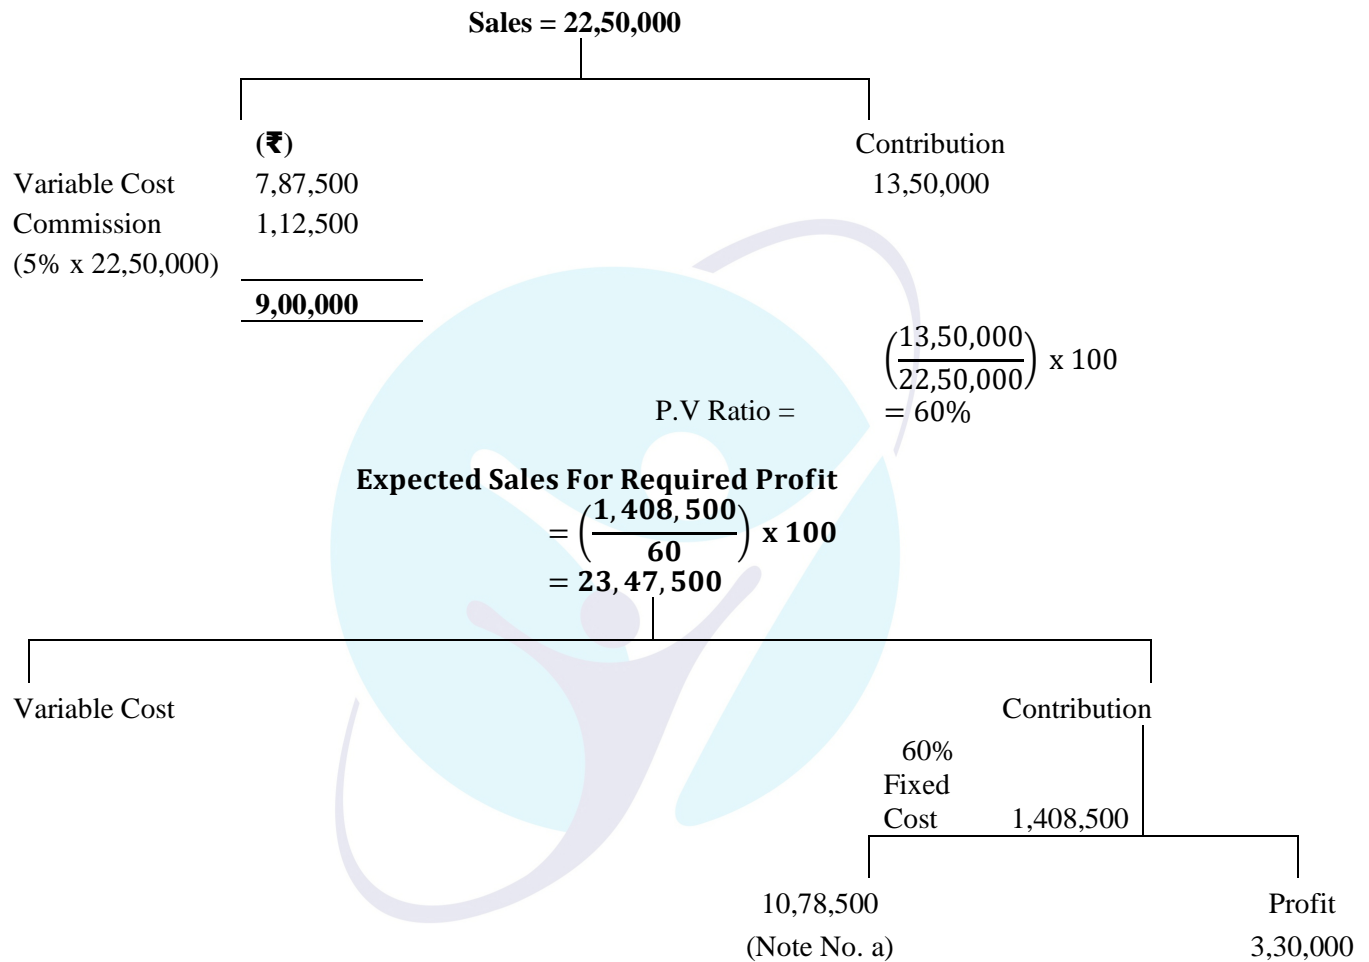 Sales = 22,50,000
(₹) Contribution
Variable Cost 7,87,500 13,50,000
Commission 1,12,500
(5% x 22,50,000)
9,00,000
(13,50,000/22,50,000) x 100
P.V Ratio = = 60%
Expected Sales For Required Profit
= (1,408,500/60) x 100
= 23,47,500
Variable Cost Contribution
60%
Fixed
Cost 1,408,500
10,78,500 Profit
(Note No. a) 3,30,000